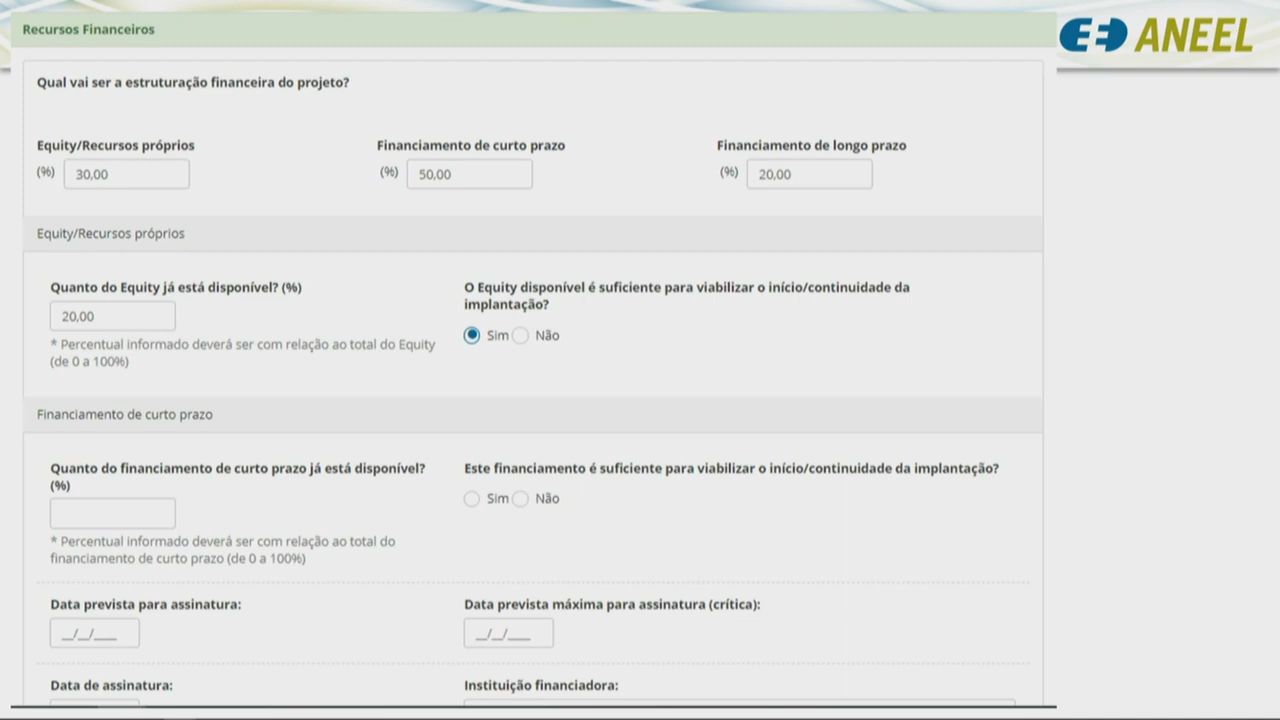 Recursos Financeiros
ANEEL
Qual vai ser a estruturação financeira do projeto?
Equity/Recursos próprios
Financiamento de curto prazo
Financiamento de longo prazo
(%) 30,00
(%) 50,00
(%) 20,00
Equity/Recursos próprios
Quanto do Equity já está disponível? (%)
20,00
* Percentual informado deverá ser com relação ao total do Equity
(de 0 a 100%)
O Equity disponível é suficiente para viabilizar o início/continuidade da
implantação?
Sim Não
Financiamento de curto prazo
Quanto do financiamento de curto prazo já está disponível?
(%)
* Percentual informado deverá ser com relação ao total do
financiamento de curto prazo (de 0 a 100%)
Este financiamento é suficiente para viabilizar o início/continuidade da implantação?
Sim Não
Data prevista para assinatura:
__/__/____
Data prevista máxima para assinatura (crítica):
__/__/____
Data de assinatura:
Instituição financiadora: